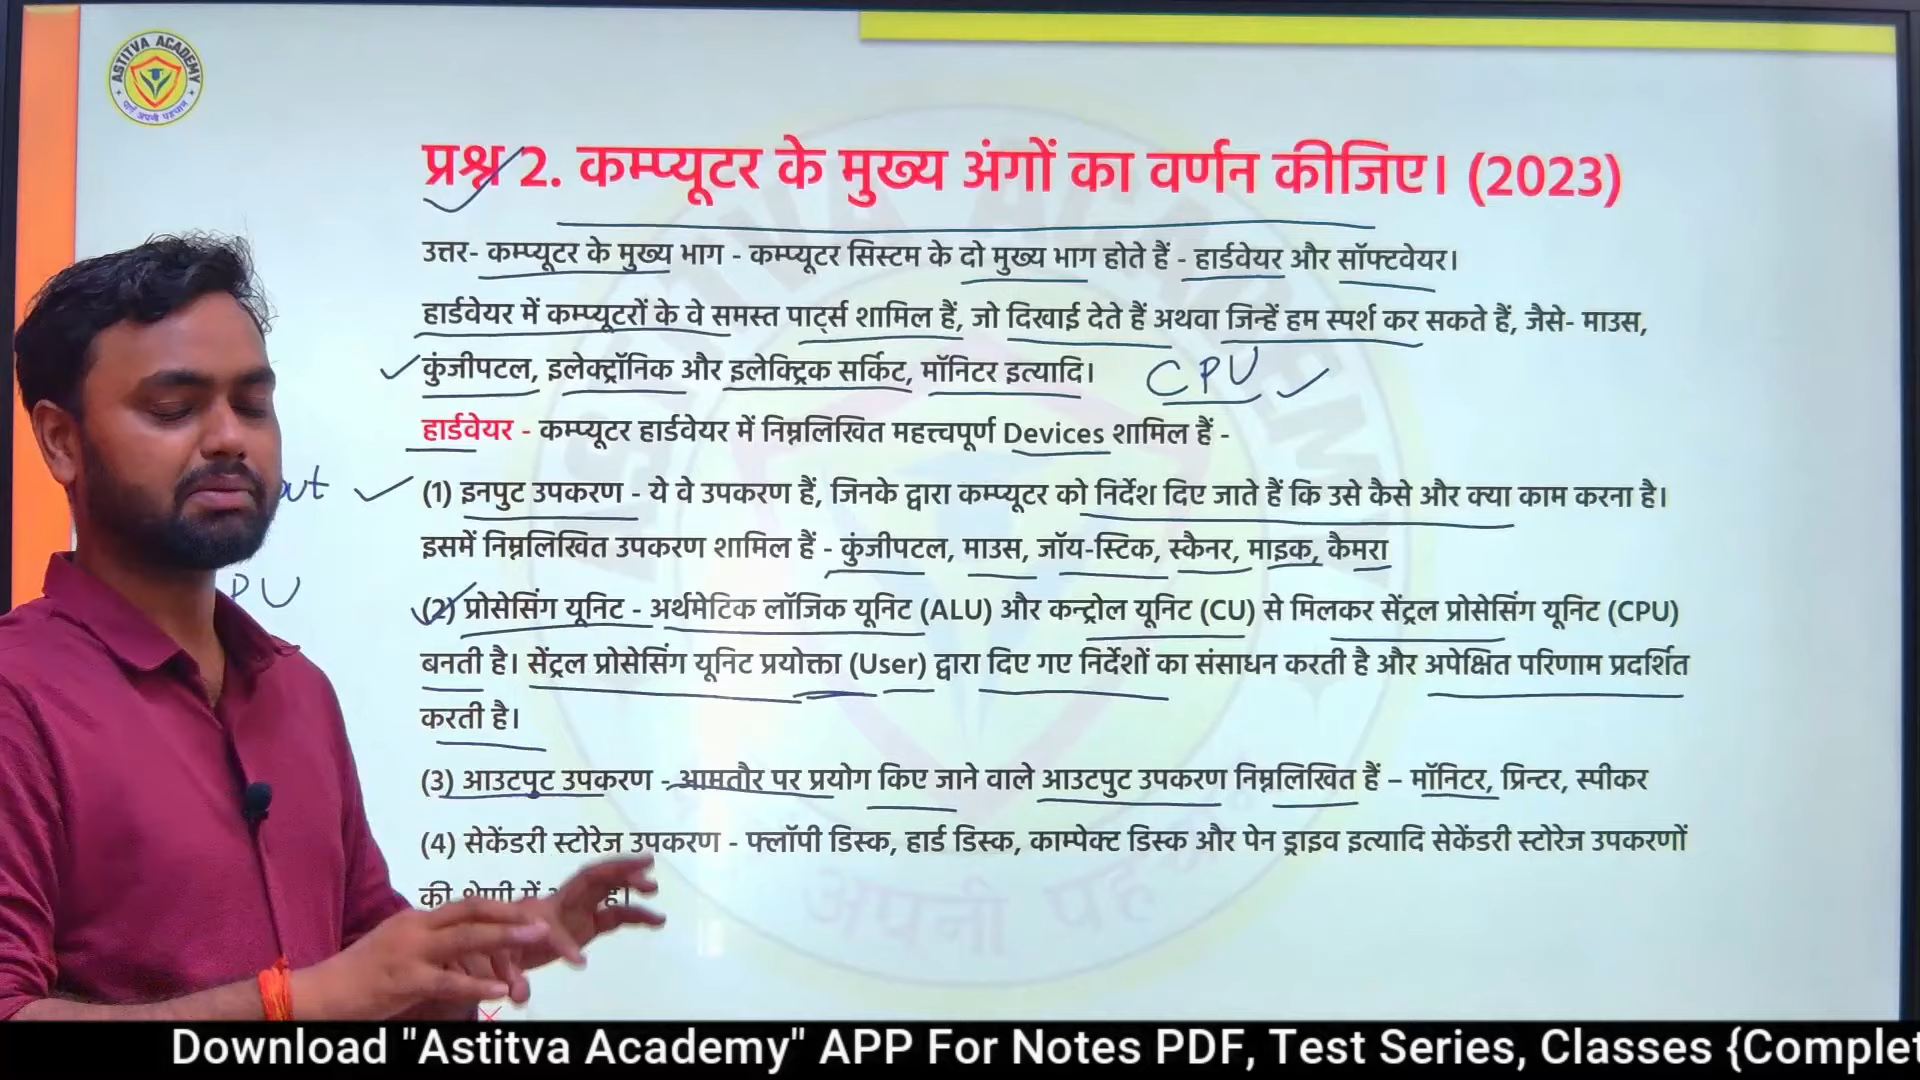 ASTITVA ACADEMY
प्रश्न 2. कम्प्यूटर के मुख्य अंगों का वर्णन कीजिए। (2023)
उत्तर- कम्प्यूटर के मुख्य भाग - कम्प्यूटर सिस्टम के दो मुख्य भाग होते हैं - हार्डवेयर और सॉफ्टवेयर।
हार्डवेयर में कम्प्यूटरों के वे समस्त पार्ट्स शामिल हैं, जो दिखाई देते हैं अथवा जिन्हें हम स्पर्श कर सकते हैं, जैसे- माउस,
कुंजीपटल, इलेक्ट्रॉनिक और इलेक्ट्रिक सर्किट, मॉनिटर इत्यादि।
CPU
हार्डवेयर - कम्प्यूटर हार्डवेयर में निम्नलिखित महत्त्वपूर्ण Devices शामिल हैं -
(1) इनपुट उपकरण - ये वे उपकरण हैं, जिनके द्वारा कम्प्यूटर को निर्देश दिए जाते हैं कि उसे कैसे और क्या काम करना है।
इसमें निम्नलिखित उपकरण शामिल हैं - कुंजीपटल, माउस, जॉय-स्टिक, स्कैनर, माइक, कैमरा
(2) प्रोसेसिंग यूनिट - अर्थमेटिक लॉजिक यूनिट (ALU) और कन्ट्रोल यूनिट (CU) से मिलकर सेंट्रल प्रोसेसिंग यूनिट (CPU)
बनती है। सेंट्रल प्रोसेसिंग यूनिट प्रयोक्ता (User) द्वारा दिए गए निर्देशों का संसाधन करती है और अपेक्षित परिणाम प्रदर्शित
करती है।
(3) आउटपुट उपकरण - आमतौर पर प्रयोग किए जाने वाले आउटपुट उपकरण निम्नलिखित हैं – मॉनिटर, प्रिन्टर, स्पीकर
(4) सेकेंडरी स्टोरेज उपकरण - फ्लॉपी डिस्क, हार्ड डिस्क, काम्पेक्ट डिस्क और पेन ड्राइव इत्यादि सेकेंडरी स्टोरेज उपकरणों
की श्रेणी में
Download "Astitva Academy" APP For Notes PDF, Test Series, Classes {Complet